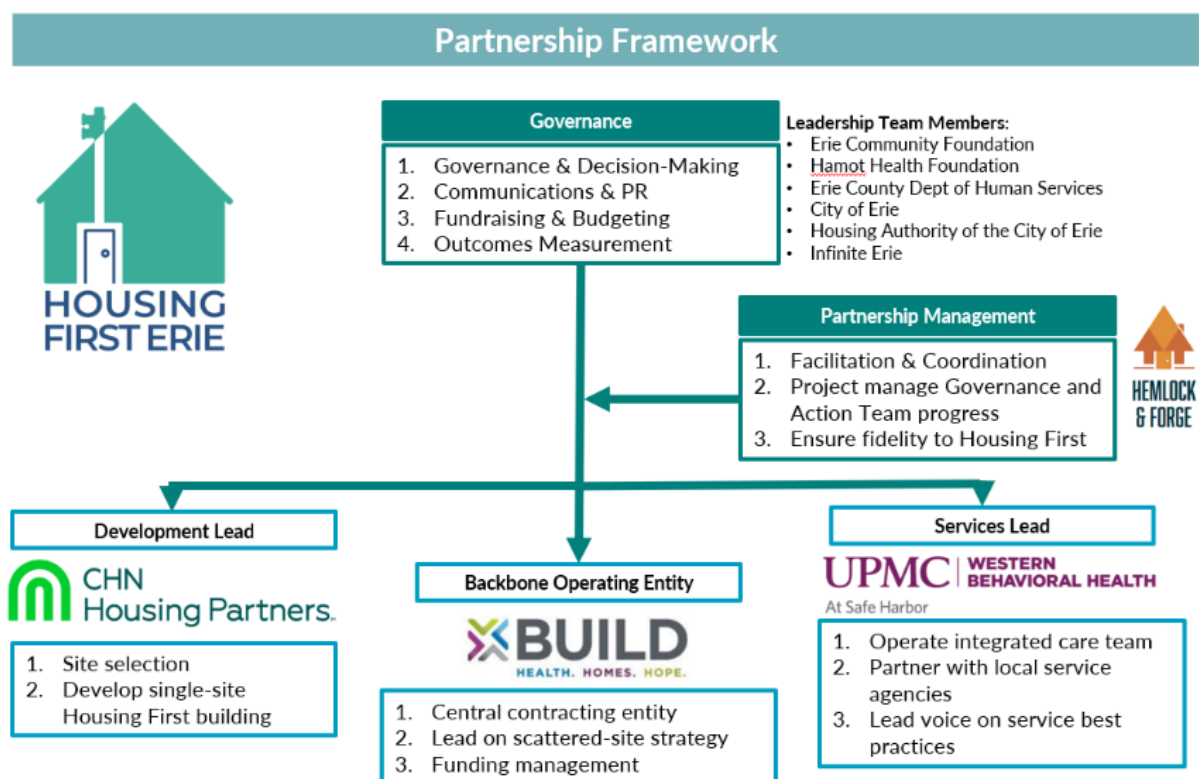 Partnership Framework
HOUSING
FIRST ERIE
Governance
1. Governance & Decision-Making
2. Communications & PR
3. Fundraising & Budgeting
4. Outcomes Measurement
Leadership Team Members:
• Erie Community Foundation
• Hamot Health Foundation
• Erie County Dept of Human Services
• City of Erie
• Housing Authority of the City of Erie
• Infinite Erie
Partnership Management
1. Facilitation & Coordination
2. Project manage Governance and
Action Team progress
3. Ensure fidelity to Housing First
HEMLOCK
& FORGE
Development Lead
CHN
Housing Partners
1. Site selection
2. Develop single-site
Housing First building
Backbone Operating Entity
BUILD
HEALTH. HOMES. HOPE.
1. Central contracting entity
2. Lead on scattered-site strategy
3. Funding management
Services Lead
UPMC | WESTERN
BEHAVIORAL HEALTH
At Safe Harbor
1. Operate integrated care team
2. Partner with local service
agencies
3. Lead voice on service best
practices